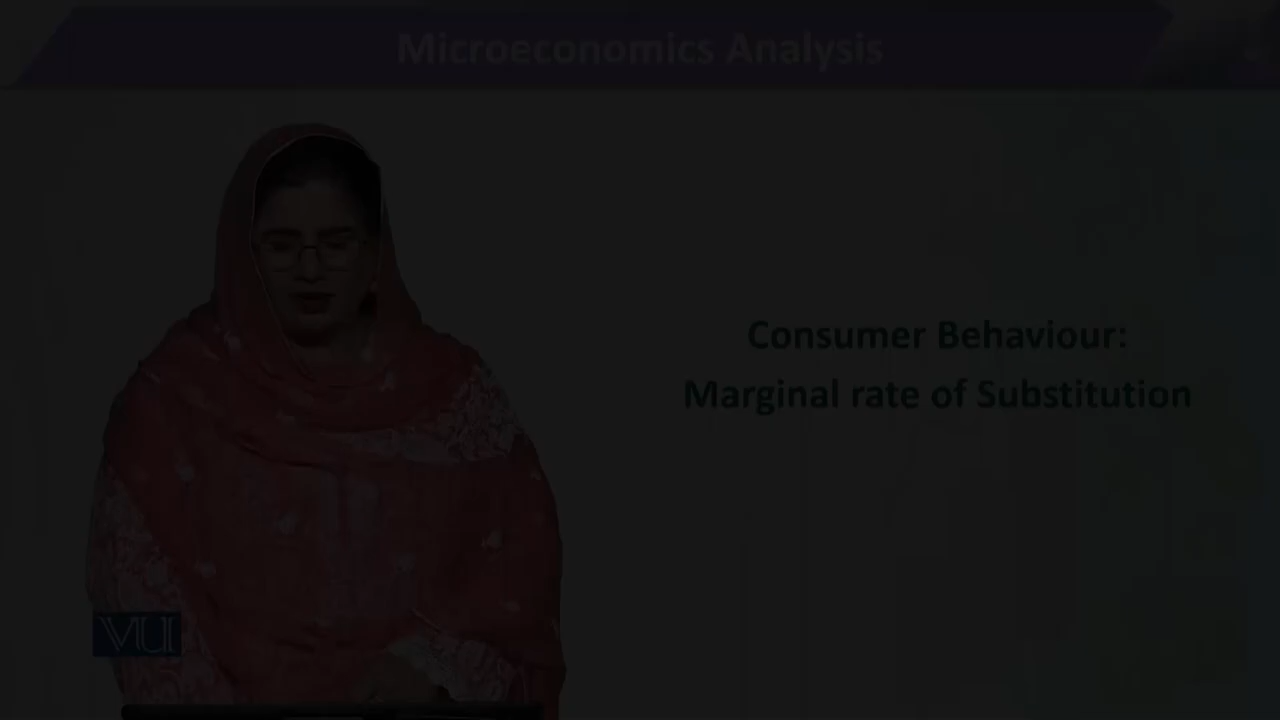 Microeconomics Analysis
Consumer Behaviour:
Marginal rate of Substitution
VU